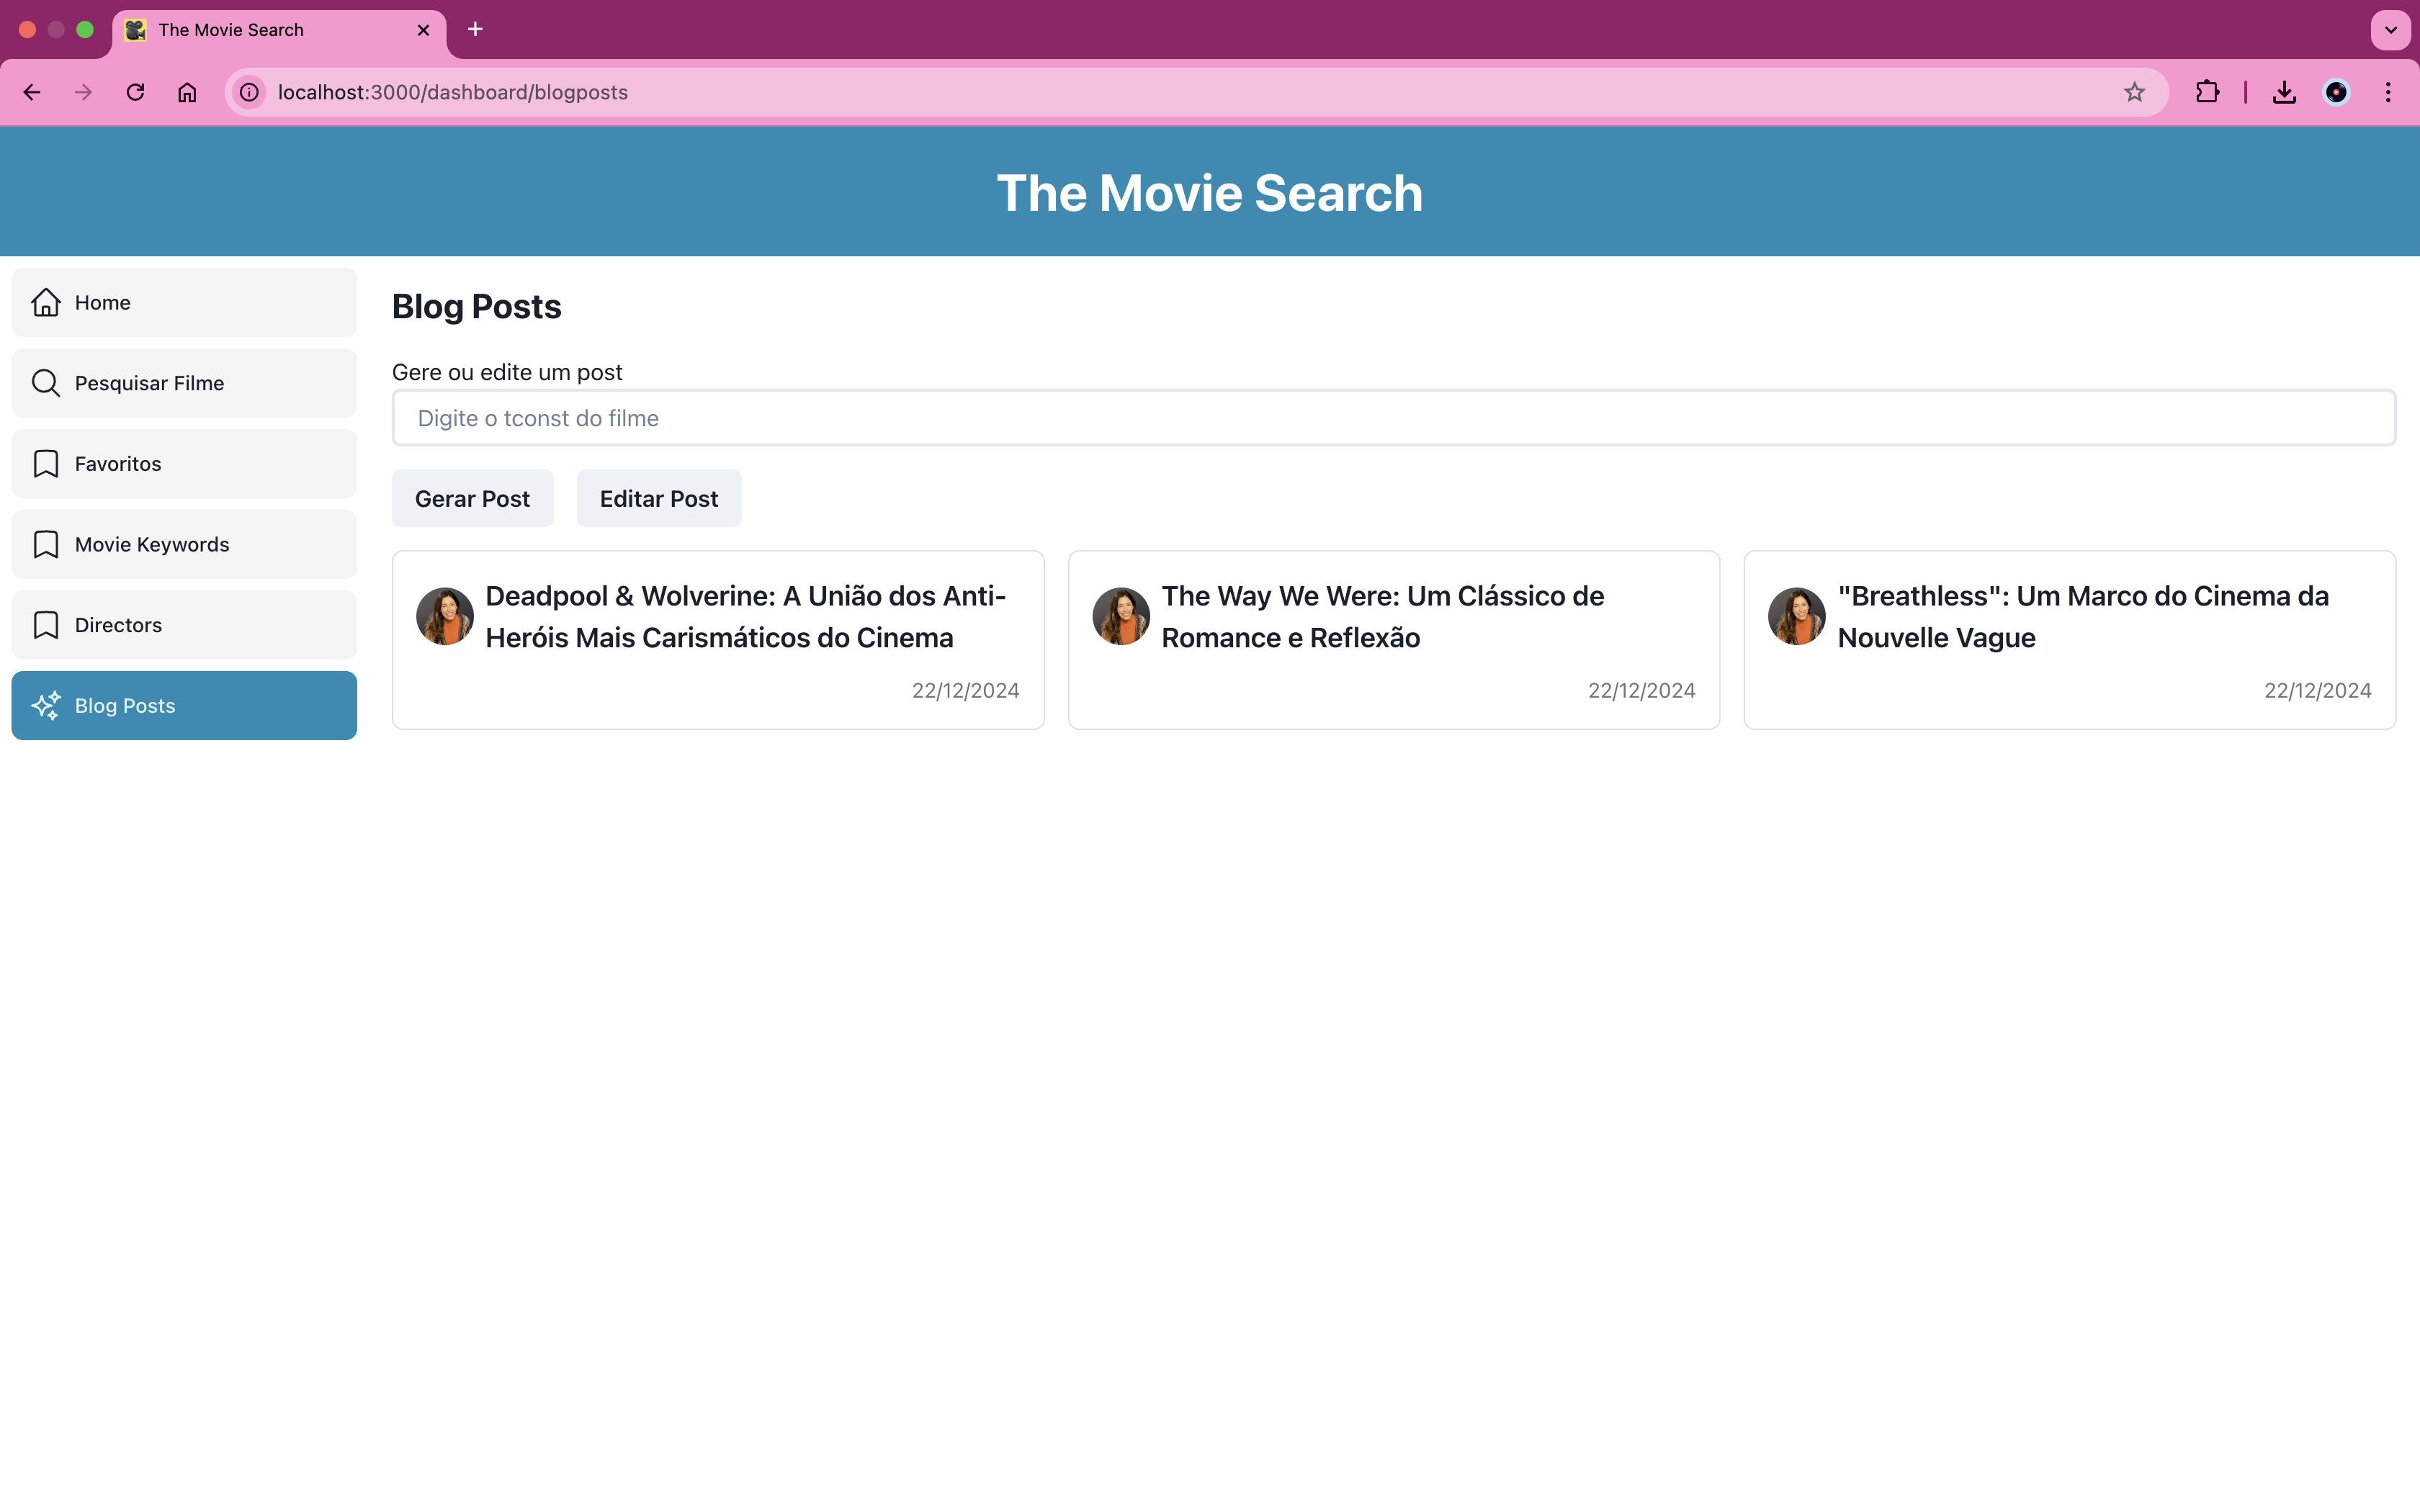 The Movie Search
localhost:3000/dashboard/blogposts
The Movie Search
Home
Pesquisar Filme
Favoritos
Movie Keywords
Directors
Blog Posts
Blog Posts
Gere ou edite um post
Digite o tconst do filme
Gerar Post
Editar Post
Deadpool & Wolverine: A União dos Anti-
Heróis Mais Carismáticos do Cinema
22/12/2024
The Way We Were: Um Clássico de
Romance e Reflexão
22/12/2024
"Breathless": Um Marco do Cinema da
Nouvelle Vague
22/12/2024